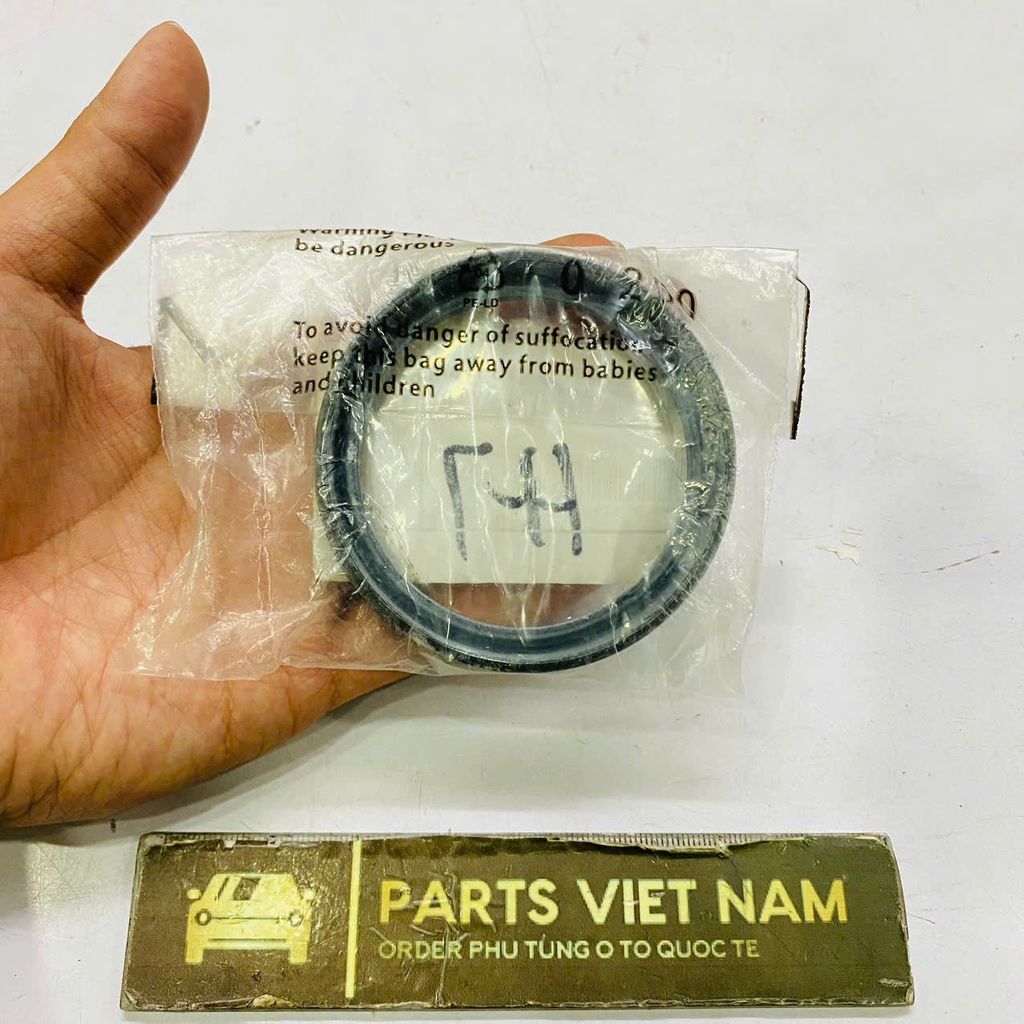 be dangerous
PE-LD
To avoid danger of suffocation
keep this bag away from babies
and children
PARTS VIET NAM
ORDER PHU TUNG O TO QUOC TE